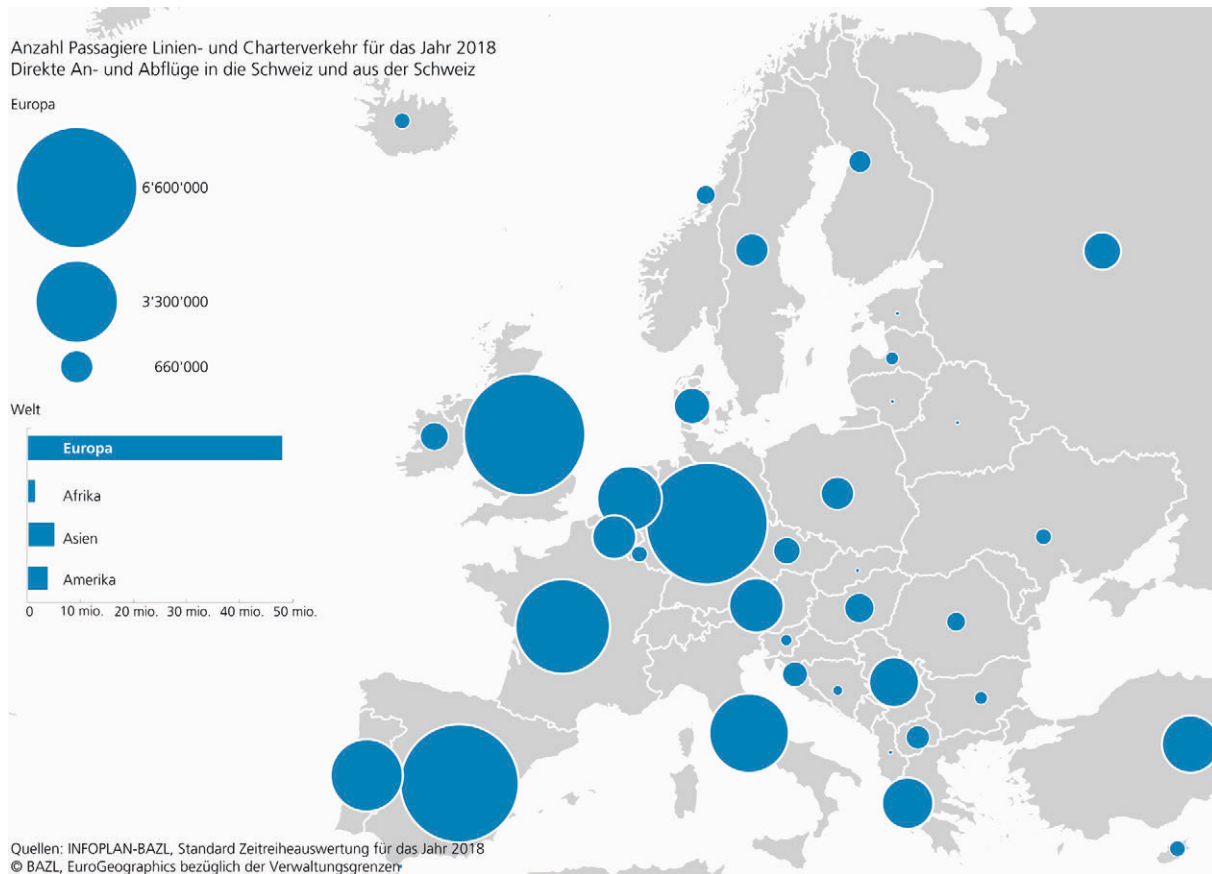 Anzahl Passagiere Linien- und Charterverkehr für das Jahr 2018
Direkte An- und Abflüge in die Schweiz und aus der Schweiz
Europa
6'600'000
3'300'000
660'000
Welt
Europa
Afrika
Asien
Amerika
0 10 mio. 20 mio. 30 mio. 40 mio. 50 mio.
Quellen: INFOPLAN-BAZL, Standard Zeitreiheauswertung für das Jahr 2018
© BAZL, EuroGeographics bezüglich der Verwaltungsgrenzen